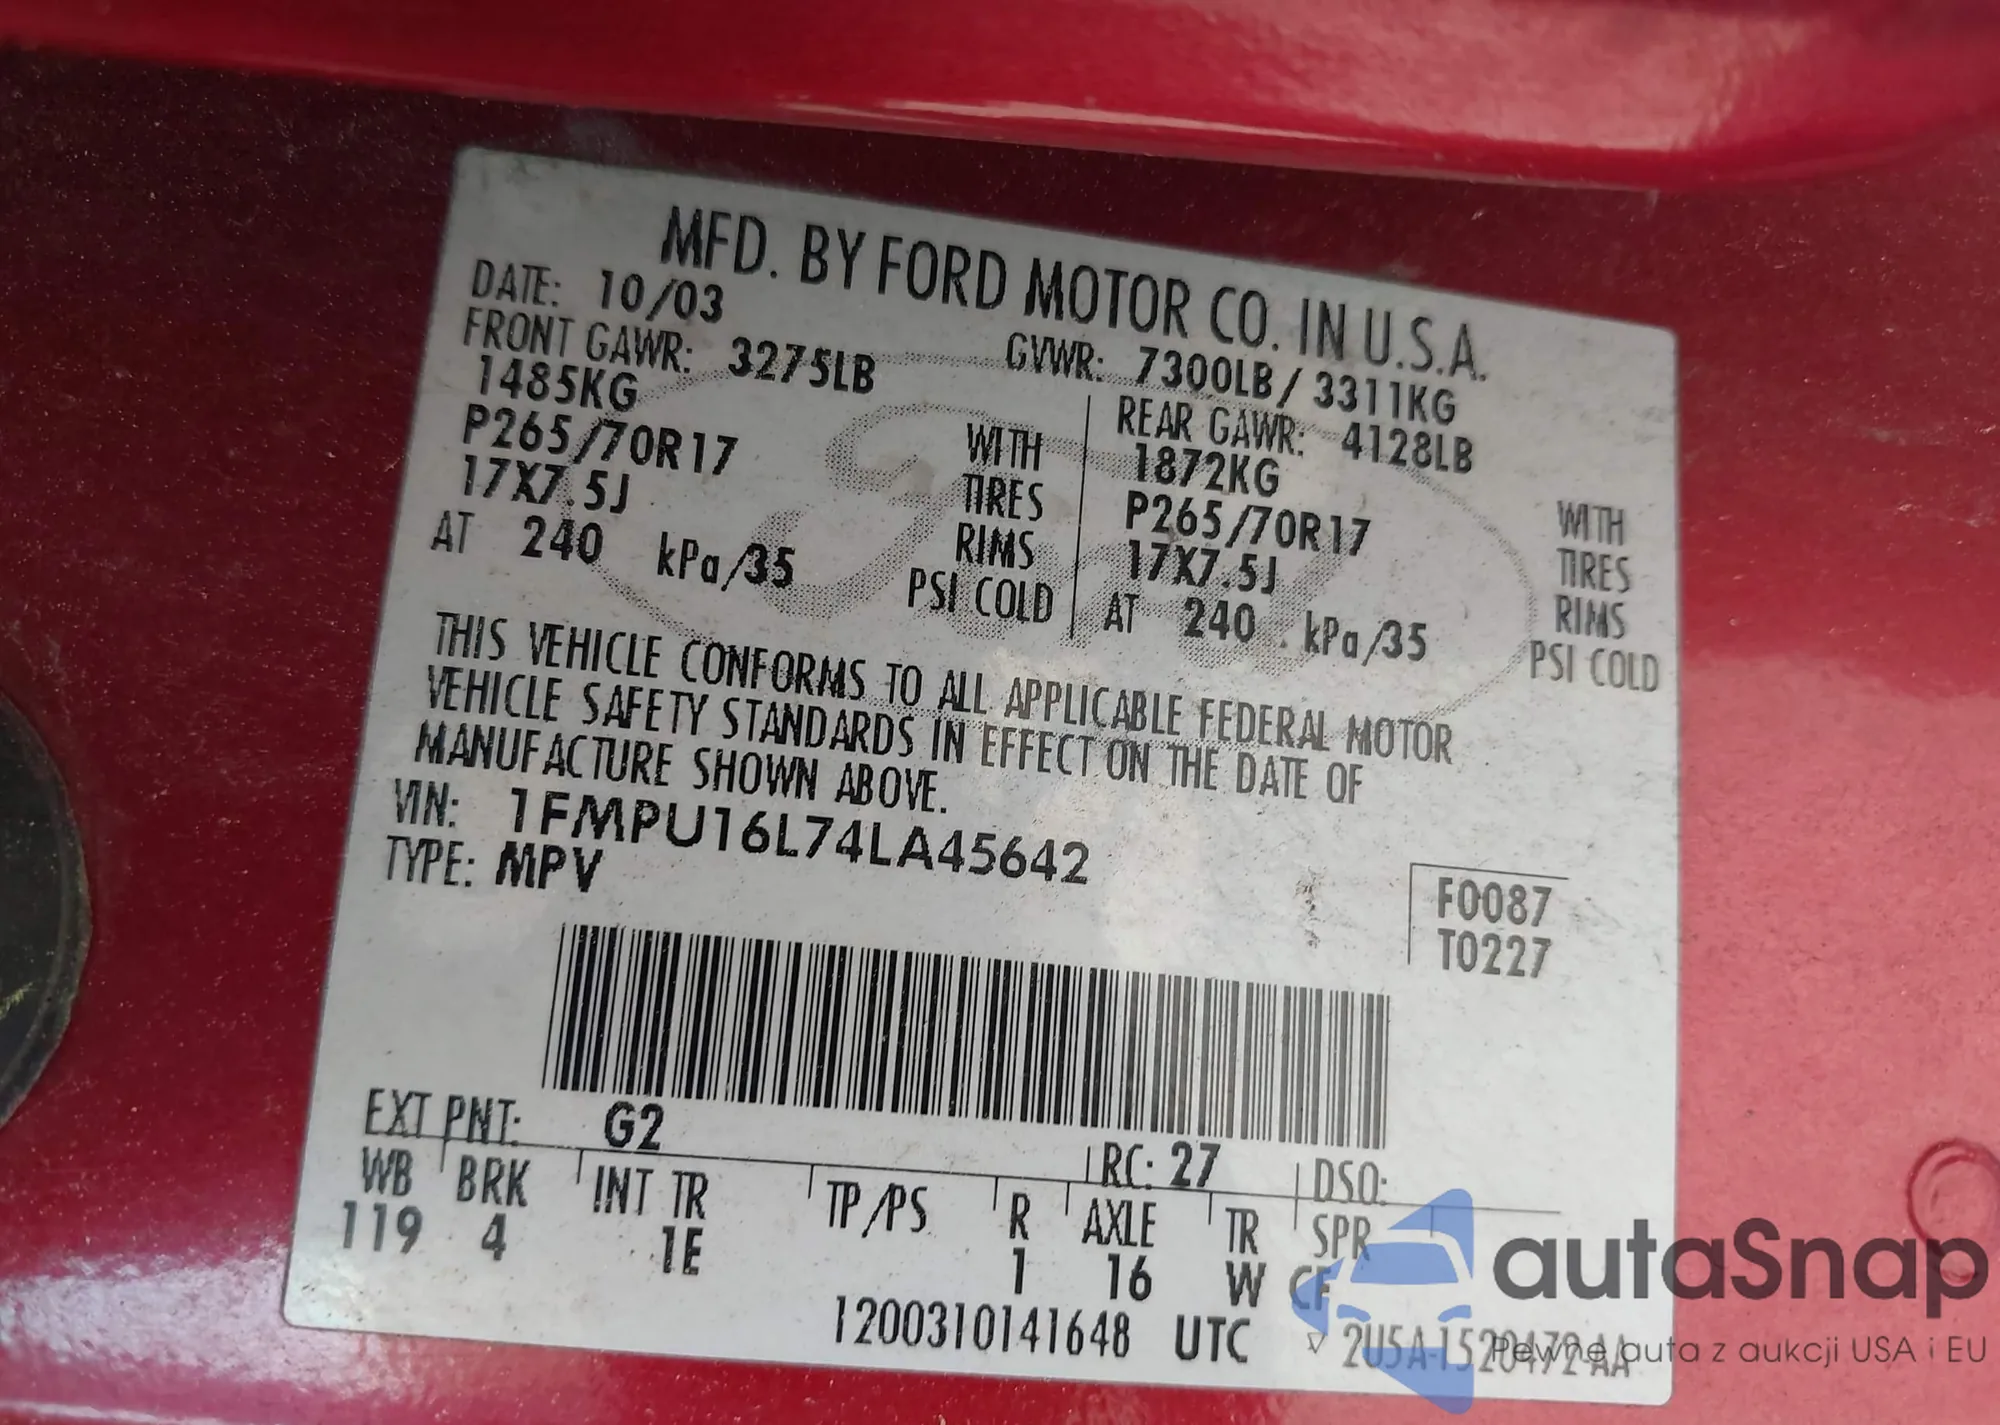 MFD. BY FORD MOTOR CO. IN U.S.A.
DATE: 10/03 GVWR: 7300LB / 3311KG
FRONT GAWR: 3275LB REAR GAWR: 4128LB
1485KG WITH 1872KG WITH
P265/70R17 TIRES P265/70R17 TIRES
17X7.5J RIMS 17X7.5J RIMS
AT 240 kPa/35 PSI COLD AT 240 kPa/35 PSI COLD
THIS VEHICLE CONFORMS TO ALL APPLICABLE FEDERAL MOTOR
VEHICLE SAFETY STANDARDS IN EFFECT ON THE DATE OF
MANUFACTURE SHOWN ABOVE.
VIN: 1FMPU16L74LA45642
TYPE: MPV
F0087
T0227
EXT PNT: G2 RC: 27 DSO:
WB BRK INT TR TP/PS R AXLE TR SPR
119 4 1E 1 16 W CF
1200310141648 UTC 2U5A-1520472-AA
autaSnap
Pewne auta z aukcji USA i EU